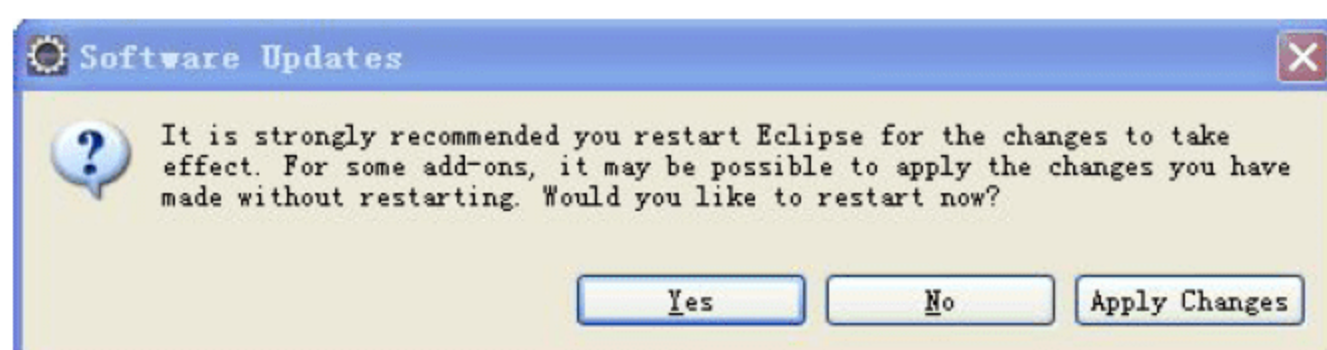 Software Updates
It is strongly recommended you restart Eclipse for the changes to take
effect. For some add-ons, it may be possible to apply the changes you have
made without restarting. Would you like to restart now?
Yes No Apply Changes